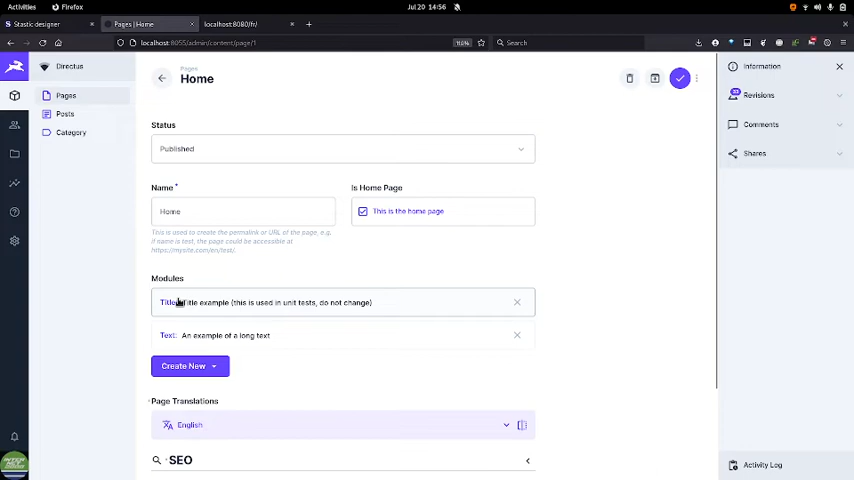 Activities
Firefox
Jul 20 14:56
Stastic designer
Pages | Home
localhost:8080/fr/
localhost:8055/admin/content/page/1
110%
Search
Directus
Pages
Posts
Category
Pages
Home
Status
Published
Name*
Is Home Page
Home
This is the home page
This is used to create the permalink or URL of the page, e.g.
if name is test, the page could be accessible at
https://mysite.com/en/test/.
Modules
Title: Title example (this is used in unit tests, do not change)
Text: An example of a long text
Create New
Page Translations
English
SEO
Information
Revisions
Comments
Shares
Activity Log